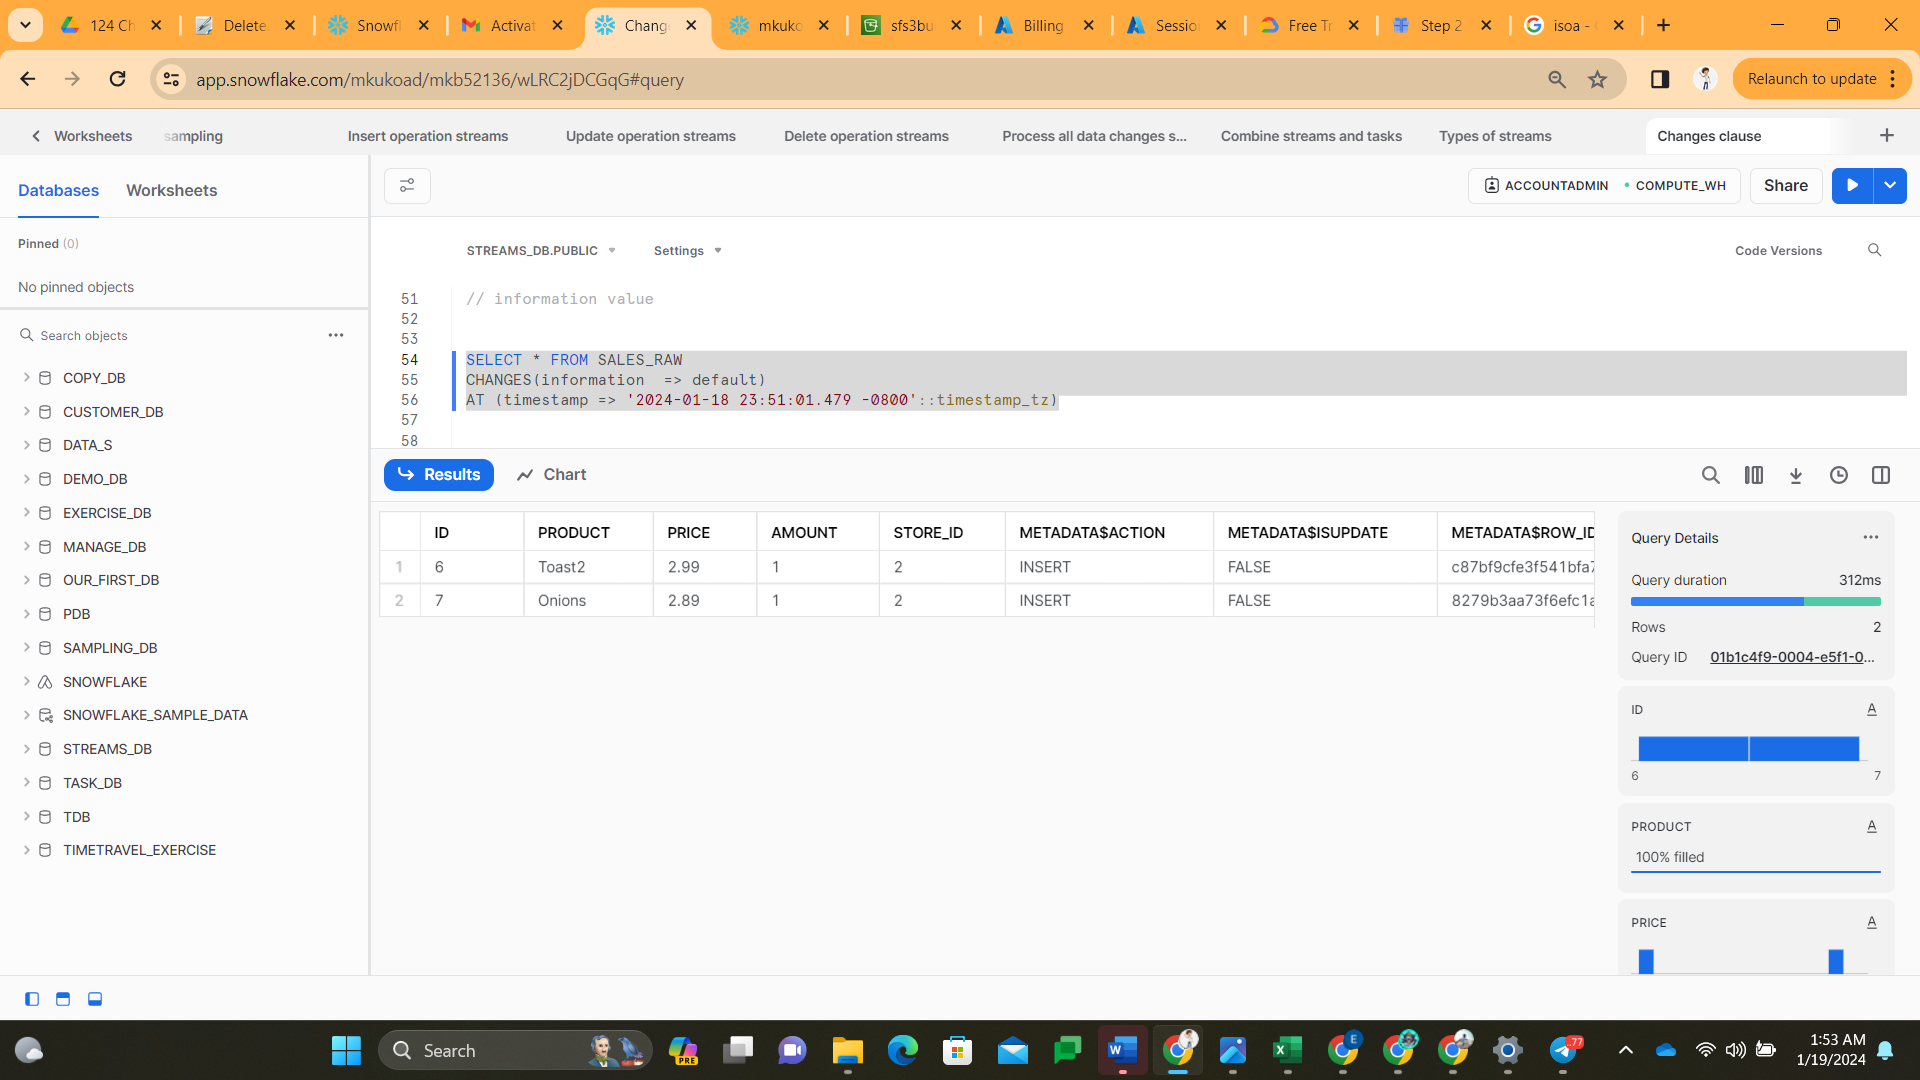 124 Ch
Delete
Snowfl
Activat
Chang
mkuko
sfs3bu
Billing
Sessio
Free Tr
Step 2
isoa -
app.snowflake.com/mkukoad/mkb52136/wLRC2jDCGqG#query
Relaunch to update
Worksheets
sampling
Insert operation streams
Update operation streams
Delete operation streams
Process all data changes s...
Combine streams and tasks
Types of streams
Changes clause
Databases
Worksheets
ACCOUNTADMIN
COMPUTE_WH
Share
Pinned (0)
No pinned objects
Search objects
COPY_DB
CUSTOMER_DB
DATA_S
DEMO_DB
EXERCISE_DB
MANAGE_DB
OUR_FIRST_DB
PDB
SAMPLING_DB
SNOWFLAKE
SNOWFLAKE_SAMPLE_DATA
STREAMS_DB
TASK_DB
TDB
TIMETRAVEL_EXERCISE
STREAMS_DB.PUBLIC
Settings
Code Versions
51 // information value
52
53
54 SELECT * FROM SALES_RAW
55 CHANGES(information  => default)
56 AT (timestamp => '2024-01-18 23:51:01.479 -0800'::timestamp_tz)
57
58
Results
Chart
ID PRODUCT PRICE AMOUNT STORE_ID METADATA$ACTION METADATA$ISUPDATE METADATA$ROW_ID
1 6 Toast2 2.99 1 2 INSERT FALSE c87bf9cfe3f541bfa7
2 7 Onions 2.89 1 2 INSERT FALSE 8279b3aa73f6efc1a
Query Details
Query duration 312ms
Rows 2
Query ID 01b1c4f9-0004-e5f1-0...
ID A
6 7
PRODUCT A
100% filled
PRICE A
Search
PRE
E
77
1:53 AM
1/19/2024